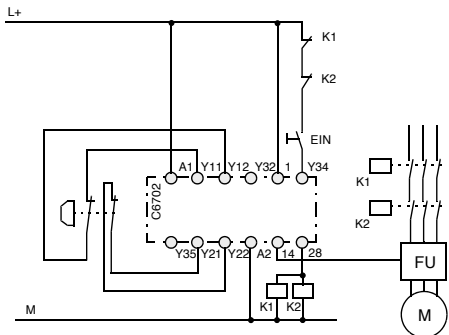 L+
K1
K2
EIN
A1 Y11 Y12 Y32 1 Y34
C6702
K1
K2
Y35 Y21 Y22 A2 14 28
FU
K1 K2
M
M